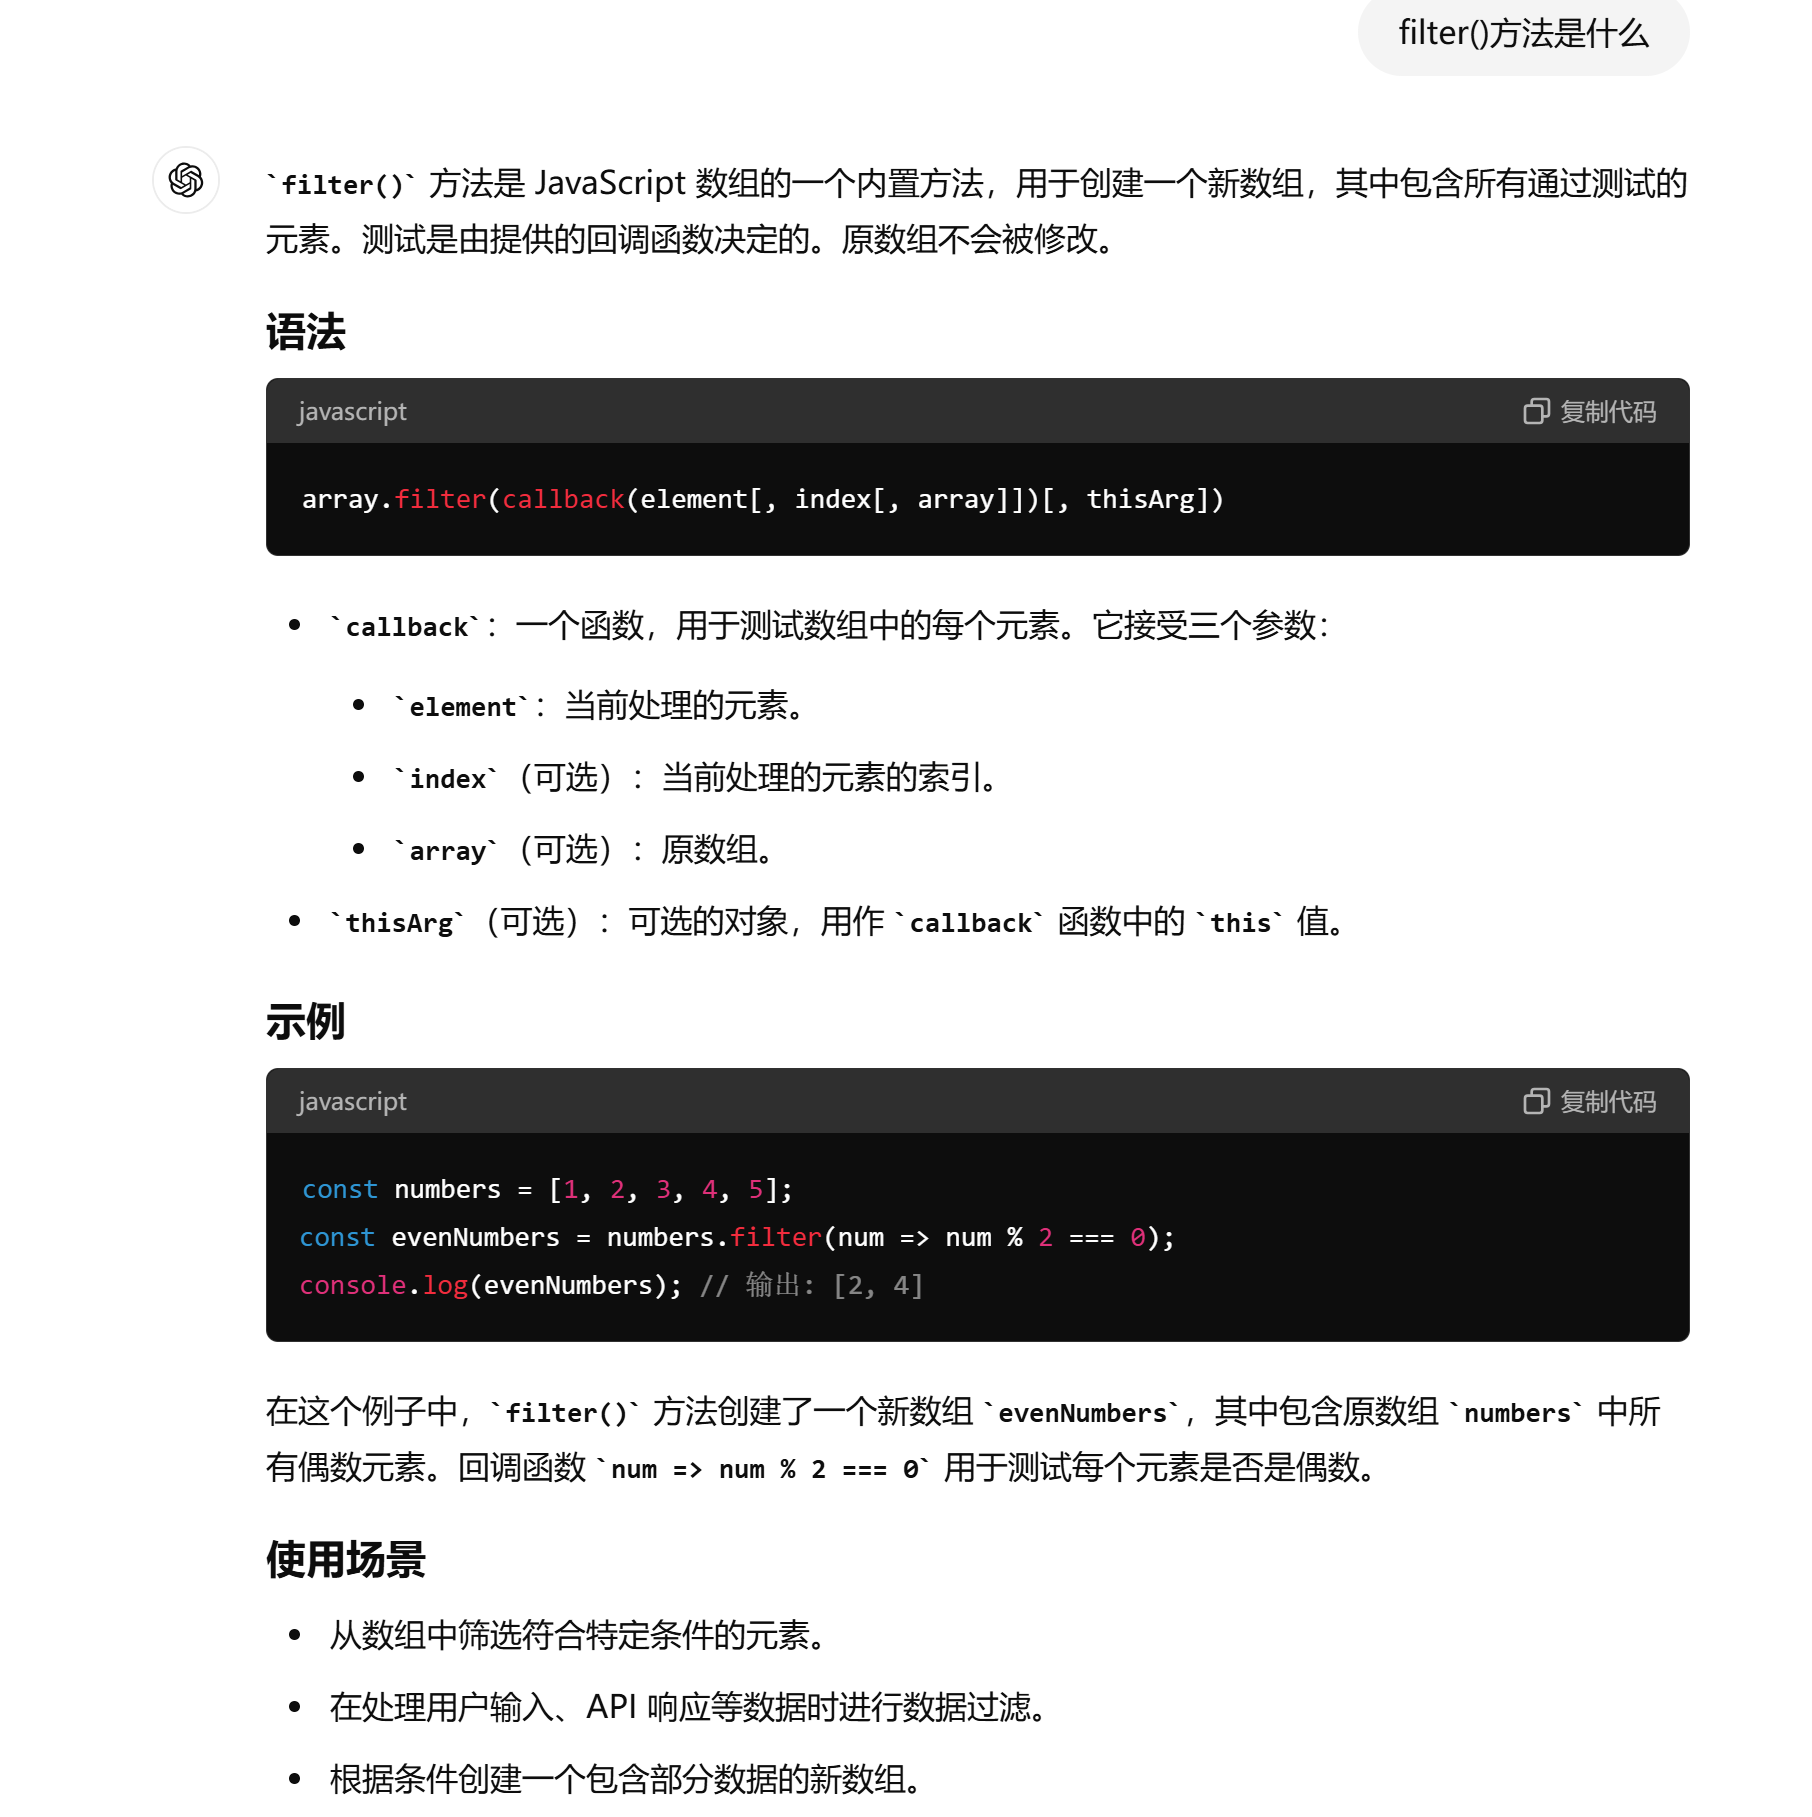 filter()方法是什么
`filter()` 方法是 JavaScript 数组的一个内置方法，用于创建一个新数组，其中包含所有通过测试的
元素。测试是由提供的回调函数决定的。原数组不会被修改。
语法
javascript 复制代码
array.filter(callback(element[, index[, array]])[, thisArg])
• `callback`：一个函数，用于测试数组中的每个元素。它接受三个参数：
• `element`：当前处理的元素。
• `index`（可选）：当前处理的元素的索引。
• `array`（可选）：原数组。
• `thisArg`（可选）：可选的对象，用作 `callback` 函数中的 `this` 值。
示例
javascript 复制代码
const numbers = [1, 2, 3, 4, 5];
const evenNumbers = numbers.filter(num => num % 2 === 0);
console.log(evenNumbers); // 输出: [2, 4]
在这个例子中，`filter()` 方法创建了一个新数组 `evenNumbers`，其中包含原数组 `numbers` 中所
有偶数元素。回调函数 `num => num % 2 === 0` 用于测试每个元素是否是偶数。
使用场景
• 从数组中筛选符合特定条件的元素。
• 在处理用户输入、API 响应等数据时进行数据过滤。
• 根据条件创建一个包含部分数据的新数组。